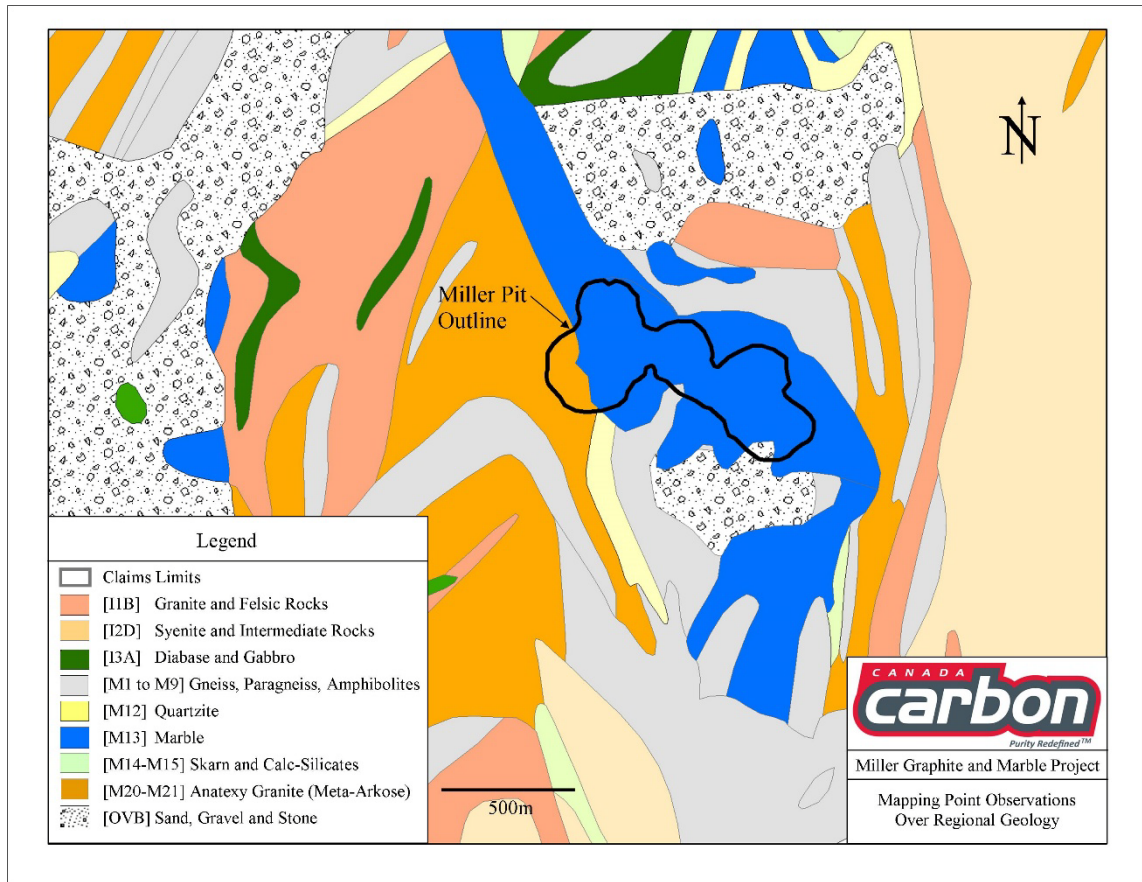 N
Miller Pit
Outline
Legend
Claims Limits
[I1B] Granite and Felsic Rocks
[I2D] Syenite and Intermediate Rocks
[I3A] Diabase and Gabbro
[M1 to M9] Gneiss, Paragneiss, Amphibolites
[M12] Quartzite
[M13] Marble
[M14-M15] Skarn and Calc-Silicates
[M20-M21] Anatexy Granite (Meta-Arkose)
[OVB] Sand, Gravel and Stone
500m
CANADA
carbon
Purity Redefined™
Miller Graphite and Marble Project
Mapping Point Observations
Over Regional Geology